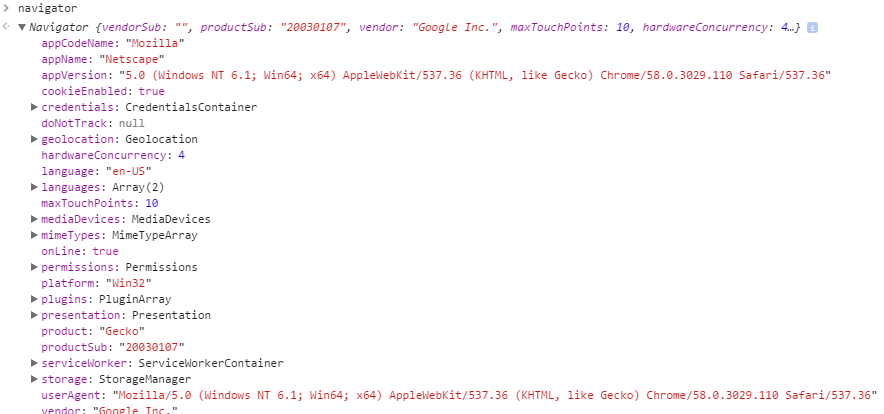 navigator
Navigator {vendorSub: "", productSub: "20030107", vendor: "Google Inc.", maxTouchPoints: 10, hardwareConcurrency: 4…}
appCodeName: "Mozilla"
appName: "Netscape"
appVersion: "5.0 (Windows NT 6.1; Win64; x64) AppleWebKit/537.36 (KHTML, like Gecko) Chrome/58.0.3029.110 Safari/537.36"
cookieEnabled: true
credentials: CredentialsContainer
doNotTrack: null
geolocation: Geolocation
hardwareConcurrency: 4
language: "en-US"
languages: Array(2)
maxTouchPoints: 10
mediaDevices: MediaDevices
mimeTypes: MimeTypeArray
onLine: true
permissions: Permissions
platform: "Win32"
plugins: PluginArray
presentation: Presentation
product: "Gecko"
productSub: "20030107"
serviceWorker: ServiceWorkerContainer
storage: StorageManager
userAgent: "Mozilla/5.0 (Windows NT 6.1; Win64; x64) AppleWebKit/537.36 (KHTML, like Gecko) Chrome/58.0.3029.110 Safari/537.36"
vendor: "Google Inc."